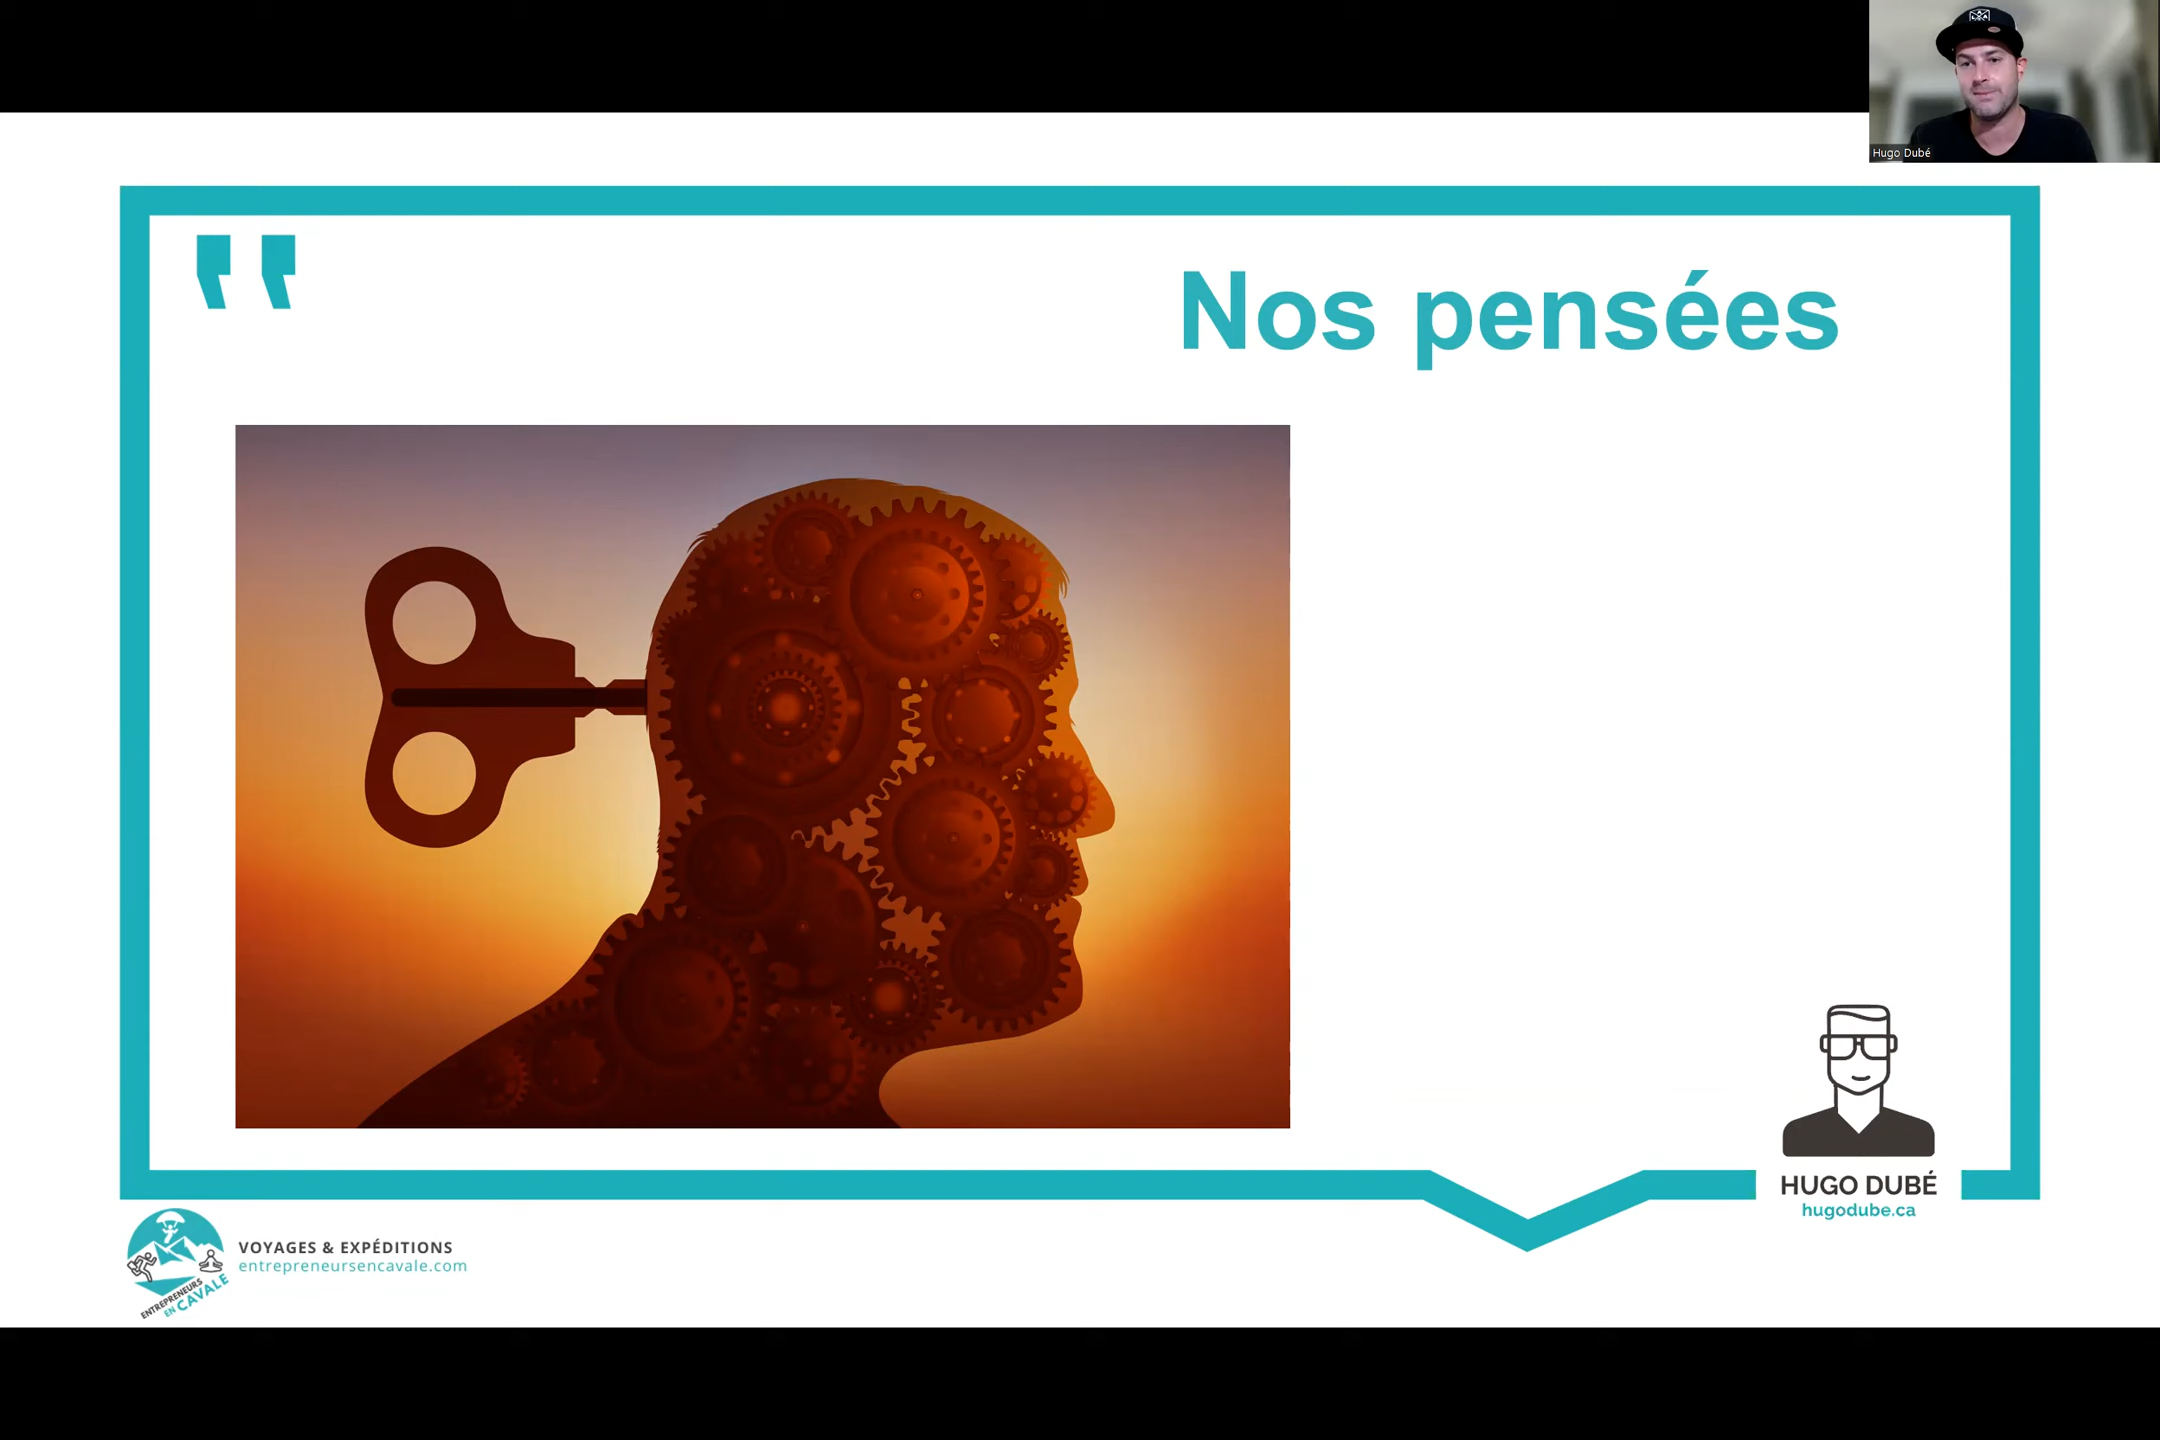 Hugo Dubé
Nos pensées
HUGO DUBÉ
hugodube.ca
VOYAGES & EXPÉDITIONS
entrepreneursencavale.com
ENTREPRENEURS
EN CAVALE